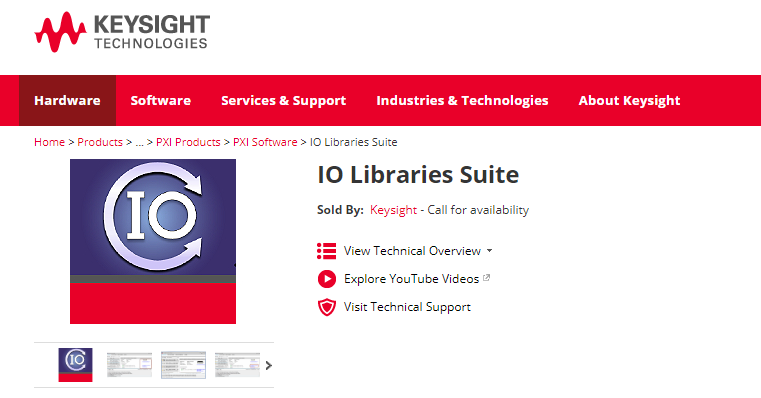 KEYSIGHT
TECHNOLOGIES
Hardware Software Services & Support Industries & Technologies About Keysight
Home > Products > ... > PXI Products > PXI Software > IO Libraries Suite
IO
IO Libraries Suite
Sold By: Keysight - Call for availability
View Technical Overview
Explore YouTube Videos
Visit Technical Support
IO